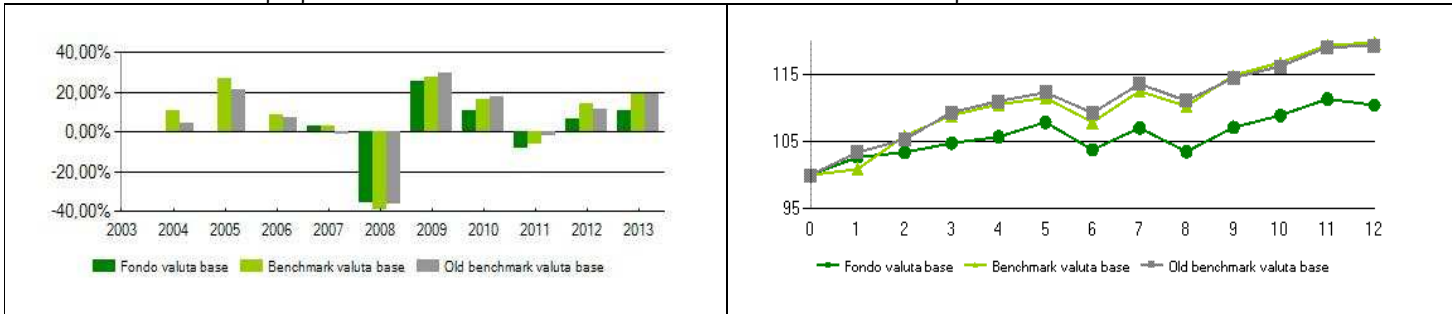 40,00%
20,00%
0,00%
-20,00%
-40,00%
2003 2004 2005 2006 2007 2008 2009 2010 2011 2012 2013
Fondo valuta base Benchmark valuta base Old benchmark valuta base
115
105
95
0 1 2 3 4 5 6 7 8 9 10 11 12
Fondo valuta base Benchmark valuta base Old benchmark valuta base